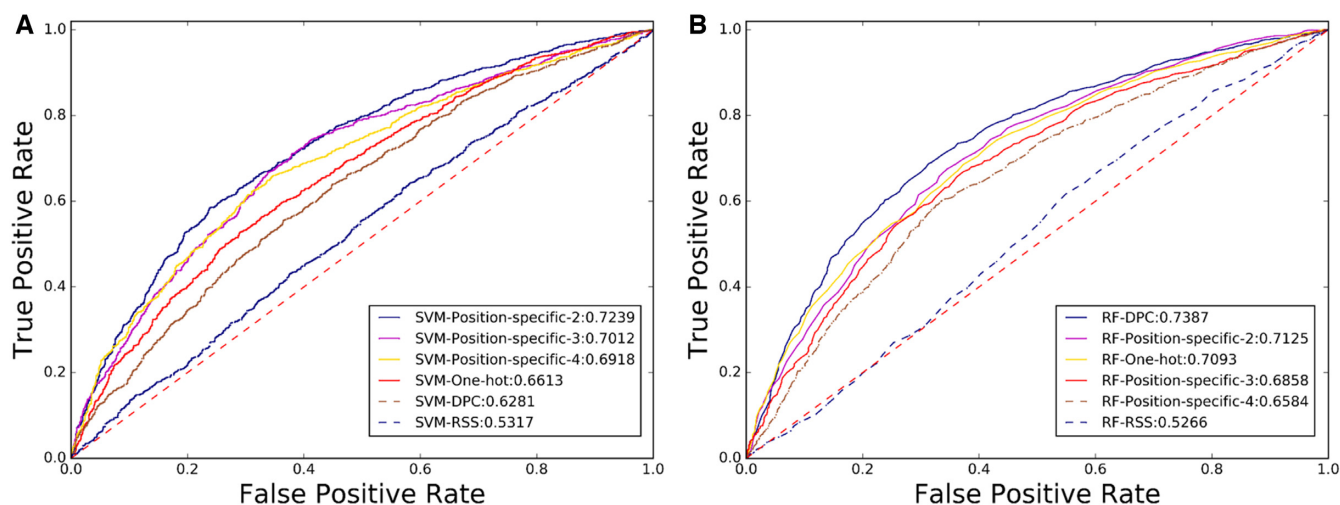 A
True Positive Rate
1.0
0.8
0.6
0.4
0.2
0.0
SVM-Position-specific-2:0.7239
SVM-Position-specific-3:0.7012
SVM-Position-specific-4:0.6918
SVM-One-hot:0.6613
SVM-DPC:0.6281
SVM-RSS:0.5317
0.0 0.2 0.4 0.6 0.8 1.0
False Positive Rate
B
True Positive Rate
1.0
0.8
0.6
0.4
0.2
0.0
RF-DPC:0.7387
RF-Position-specific-2:0.7125
RF-One-hot:0.7093
RF-Position-specific-3:0.6858
RF-Position-specific-4:0.6584
RF-RSS:0.5266
0.0 0.2 0.4 0.6 0.8 1.0
False Positive Rate